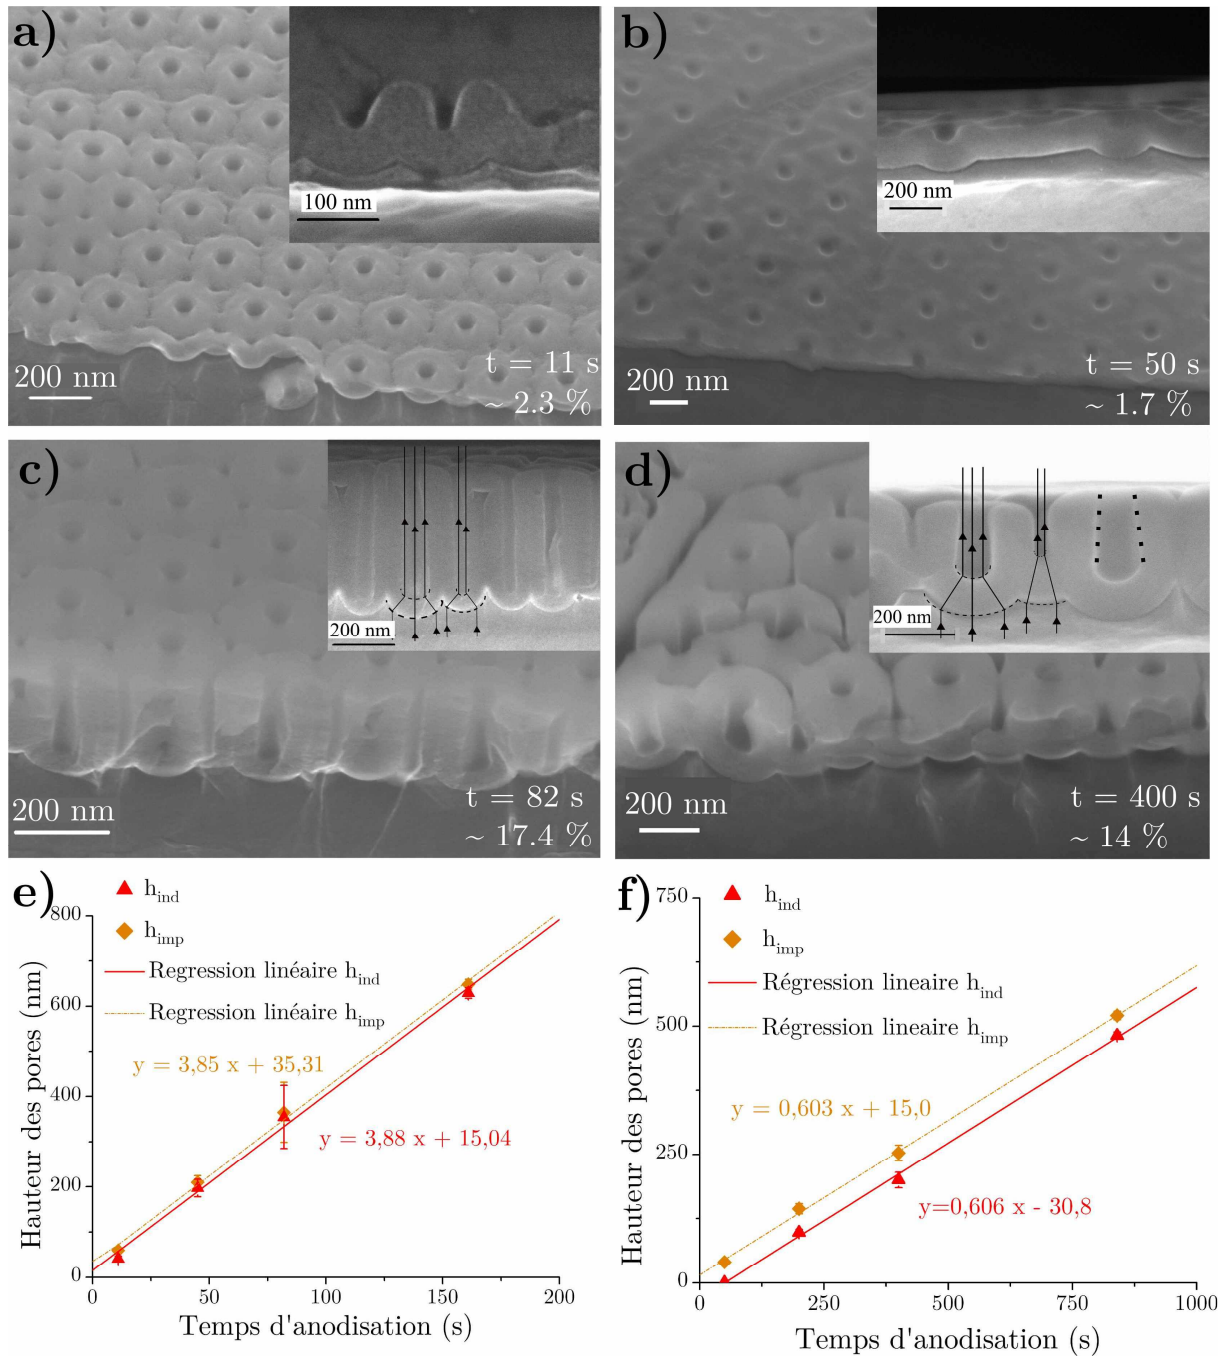 a)
100 nm
200 nm
t = 11 s
~ 2.3 %
b)
200 nm
200 nm
t = 50 s
~ 1.7 %
c)
200 nm
200 nm
t = 82 s
~ 17.4 %
d)
200 nm
200 nm
t = 400 s
~ 14 %
e)
h_ind
h_imp
Regression linéaire h_ind
Regression linéaire h_imp
y = 3,85 x + 35,31
y = 3,88 x + 15,04
Hauteur des pores (nm)
800
600
400
200
0
0 50 100 150 200
Temps d'anodisation (s)
f)
h_ind
h_imp
Régression lineaire h_ind
Régression lineaire h_imp
y = 0,603 x + 15,0
y=0,606 x - 30,8
Hauteur des pores (nm)
750
500
250
0
0 250 500 750 1000
Temps d'anodisation (s)